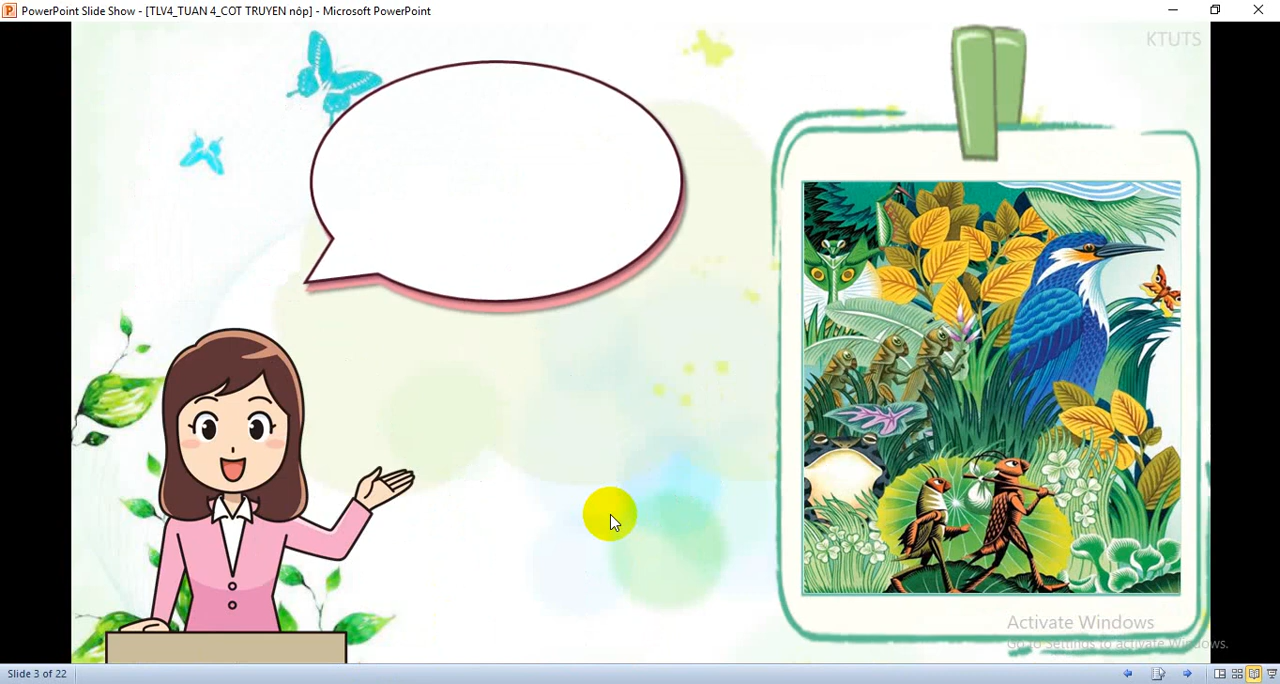 PowerPoint Slide Show - [TLV4_TUAN 4_COT TRUYEN nôp] - Microsoft PowerPoint
KTUTS
Activate Windows
Go to Settings to activate Windows.
Slide 3 of 22